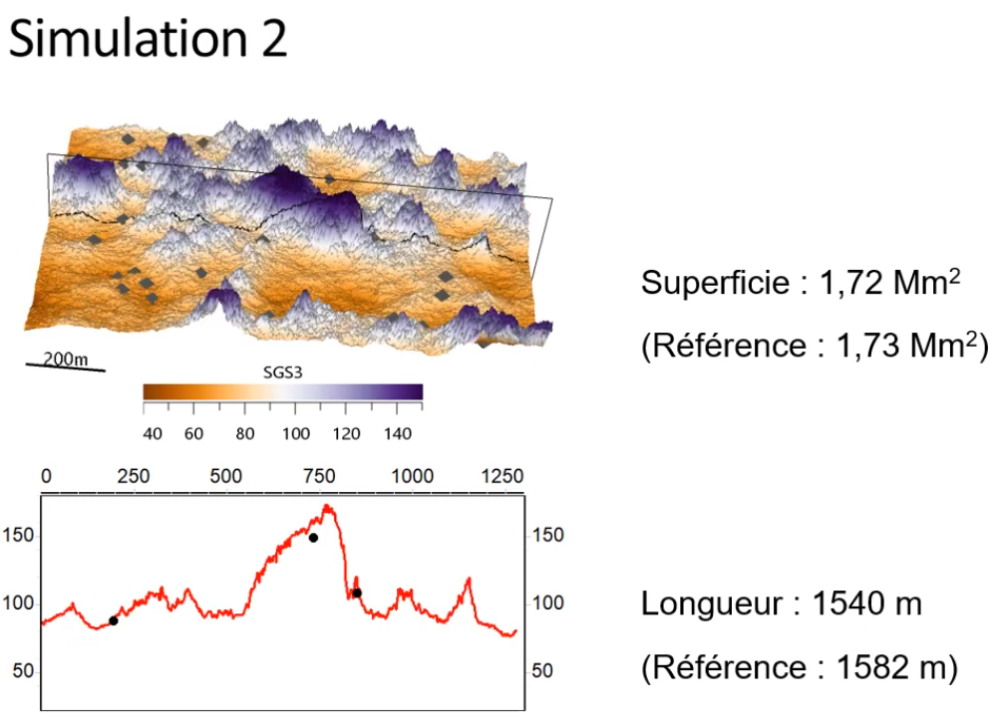 Simulation 2
Superficie : 1,72 Mm²
(Référence : 1,73 Mm²)
200m
SGS3
40 60 80 100 120 140
0 250 500 750 1000 1250
150 150
100 100
50 50
Longueur : 1540 m
(Référence : 1582 m)